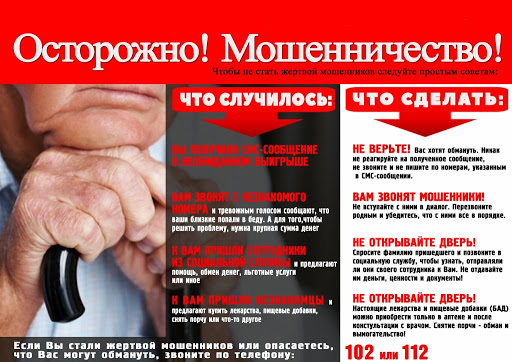 Осторожно! Мошенничество!
Чтобы не стать жертвой мошенников следуйте простым советам:
ЧТО СЛУЧИЛОСЬ:
ВЫ ПОЛУЧИЛИ СМС-СООБЩЕНИЕ
О НЕОЖИДАННОМ ВЫИГРЫШЕ
ВАМ ЗВОНЯТ С НЕЗНАКОМОГО
НОМЕРА и тревожным голосом сообщают, что
ваши близкие попали в беду. А для того,чтобы
решить проблему, нужна крупная сумма денег
К ВАМ ПРИШЛИ СОТРУДНИКИ
ИЗ СОЦИАЛЬНОЙ СЛУЖБЫ и предлагают
помощь, обмен денег, льготные услуги
или иное
К ВАМ ПРИШЛИ НЕЗНАКОМЦЫ и
предлагают купить лекарства, пищевые добавки,
снять порчу или что-то другое
ЧТО СДЕЛАТЬ:
НЕ ВЕРЬТЕ! Вас хотят обмануть. Никак
не реагируйте на полученное сообщение,
не звоните и не пишите по номерам, указанным
в СМС-сообщении.
ВАМ ЗВОНЯТ МОШЕННИКИ!
Не вступайте с ними в диалог. Перезвоните
родным и убедитесь, что с ними все в порядке.
НЕ ОТКРЫВАЙТЕ ДВЕРЬ!
Спросите фамилию пришедшего и позвоните в
социальную службу, чтобы узнать, отправляли
ли они своего сотрудника к Вам. Не отдавайте
им деньги, ценности и документы!
НЕ ОТКРЫВАЙТЕ ДВЕРЬ!
Настоящие лекарства и пищевые добавки (БАД)
можно приобрести только в аптеке и после
консультации с врачом. Снятие порчи - обман и
вымогательство!
Если Вы стали жертвой мошенников или опасаетесь,
что Вас могут обмануть, звоните по телефону:
102 или 112